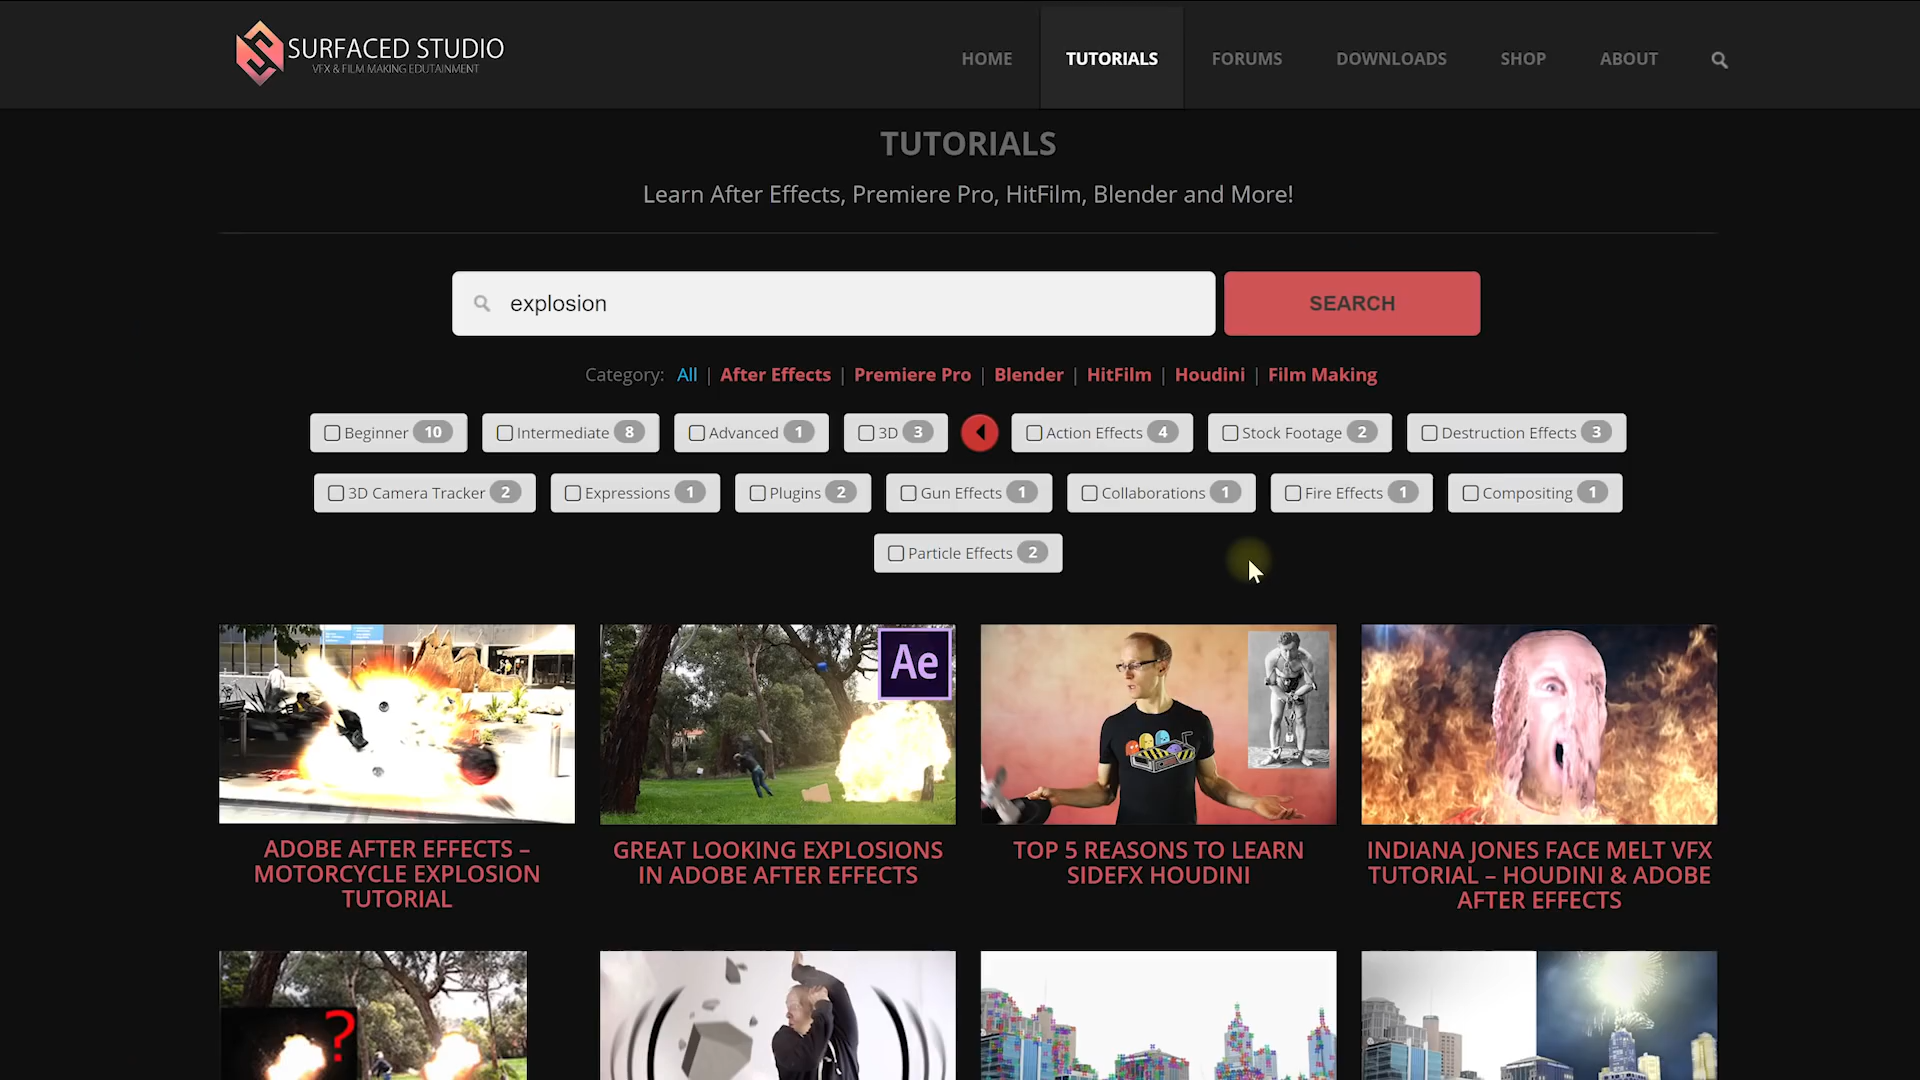 SURFACED STUDIO
VFX & FILM MAKING EDUTAINMENT
HOME
TUTORIALS
FORUMS
DOWNLOADS
SHOP
ABOUT
TUTORIALS
Learn After Effects, Premiere Pro, HitFilm, Blender and More!
explosion
SEARCH
Category: All | After Effects | Premiere Pro | Blender | HitFilm | Houdini | Film Making
Beginner 10
Intermediate 8
Advanced 1
3D 3
Action Effects 4
Stock Footage 2
Destruction Effects 3
3D Camera Tracker 2
Expressions 1
Plugins 2
Gun Effects 1
Collaborations 1
Fire Effects 1
Compositing 1
Particle Effects 2
Ae
ADOBE AFTER EFFECTS –
MOTORCYCLE EXPLOSION
TUTORIAL
GREAT LOOKING EXPLOSIONS
IN ADOBE AFTER EFFECTS
TOP 5 REASONS TO LEARN
SIDEFX HOUDINI
INDIANA JONES FACE MELT VFX
TUTORIAL – HOUDINI & ADOBE
AFTER EFFECTS
?